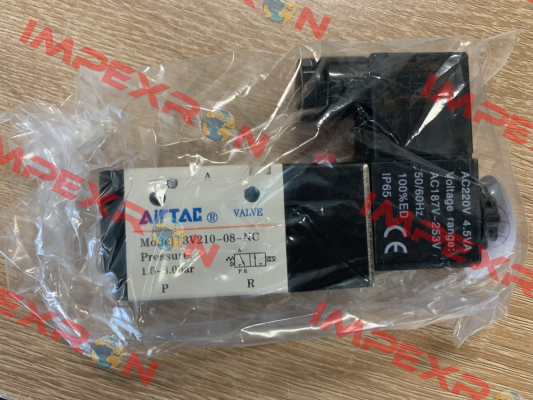 IMPEXRON
IMPEXRON
IMPEXRON
A
AIRTAC ® VALVE
Model: 3V210-08-NC
Pressure
1.5-8.0bar
P R
AC220V 4.5VA
Voltage range:
AC187V-253V
50/60Hz
100%ED
IP65
CE
IMPEXRON
IMPEXRON
IMPEXRON